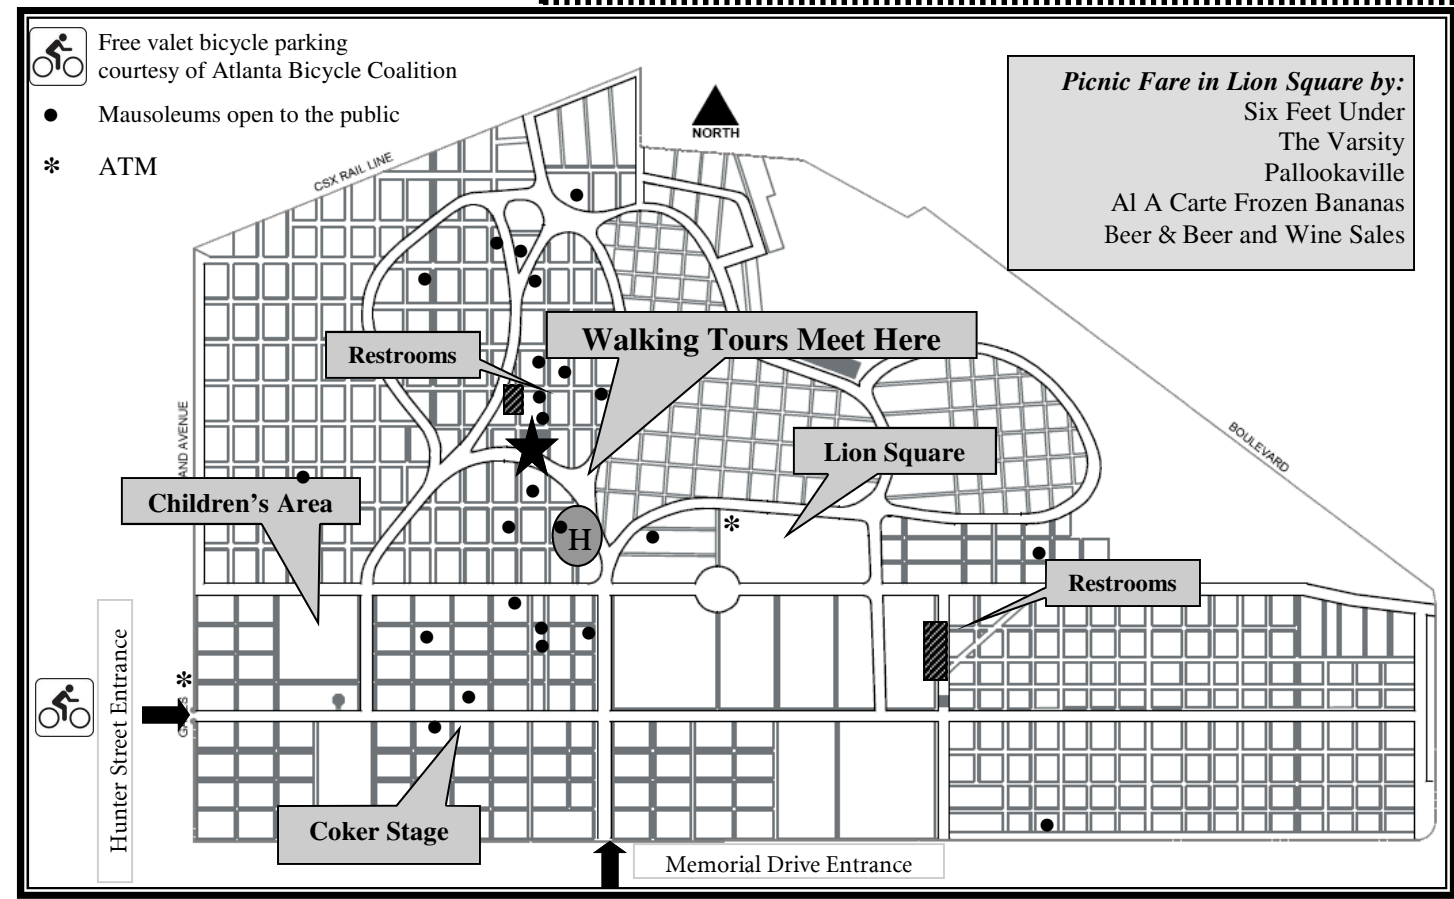 Free valet bicycle parking
courtesy of Atlanta Bicycle Coalition
Mausoleums open to the public
* ATM
Picnic Fare in Lion Square by:
Six Feet Under
The Varsity
Pallookaville
Al A Carte Frozen Bananas
Beer & Beer and Wine Sales
NORTH
CSX RAIL LINE
Walking Tours Meet Here
Restrooms
AND AVENUE
BOULEVARD
Lion Square
Children's Area
*
H
Restrooms
*
Hunter Street Entrance
Coker Stage
Memorial Drive Entrance